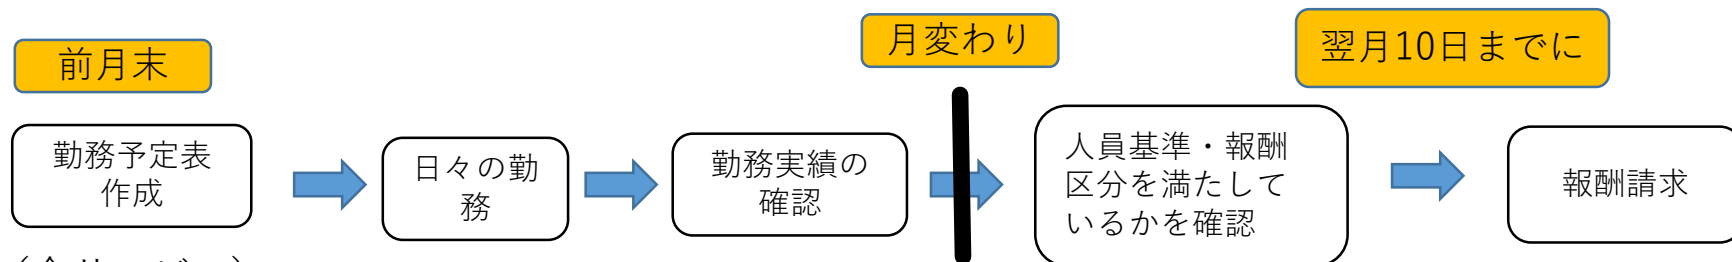 前月末
月変わり
翌月10日までに
勤務予定表
作成
日々の勤
務
勤務実績の
確認
人員基準・報酬
区分を満たして
いるかを確認
報酬請求